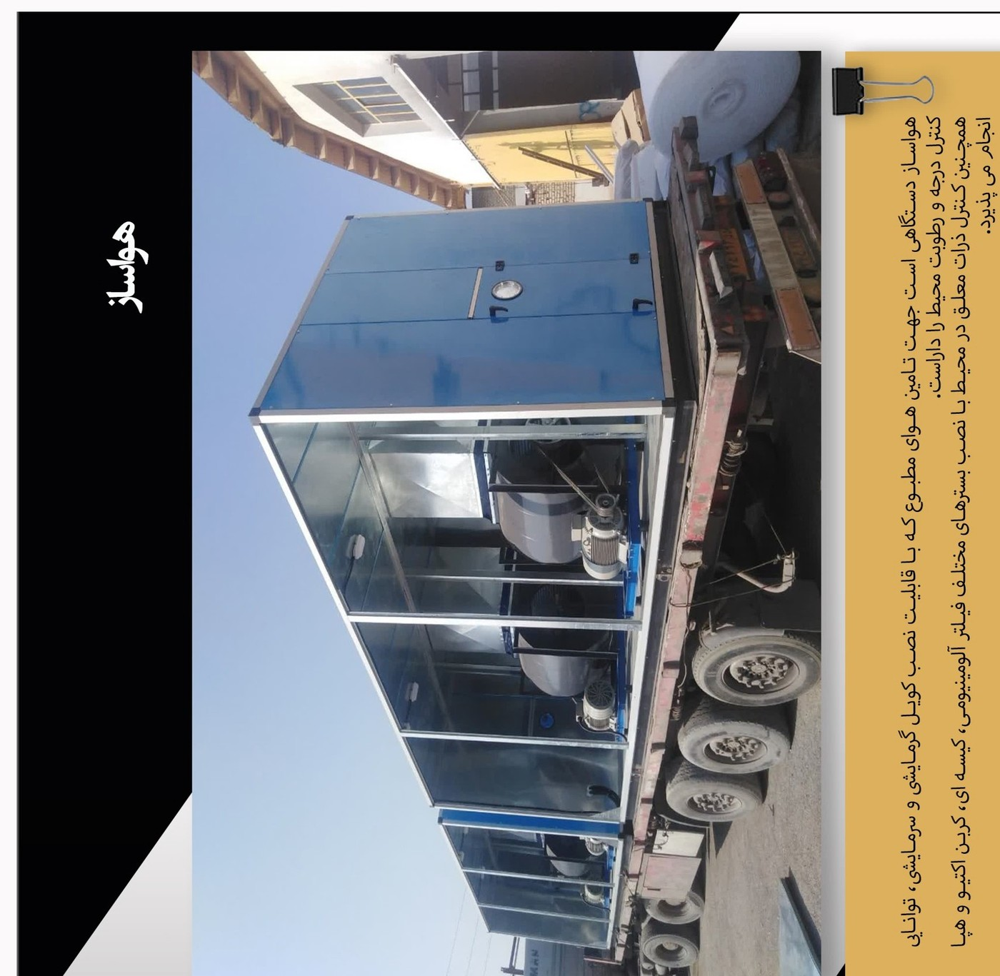 هواساز
هواساز دستگاهی است جهت تامین هوای مطبوع که با قابلیت نصب کویل گرمایشی و سرمایشی، توانایی
کنترل درجه و رطوبت محیط را داراست.
همچنین کنترل ذرات معلق در محیط با نصب بسترهای مختلف فیلتر آلومینیومی، کیسه ای، کربن اکتیو و هپا
انجام می پذیرد.
MAN